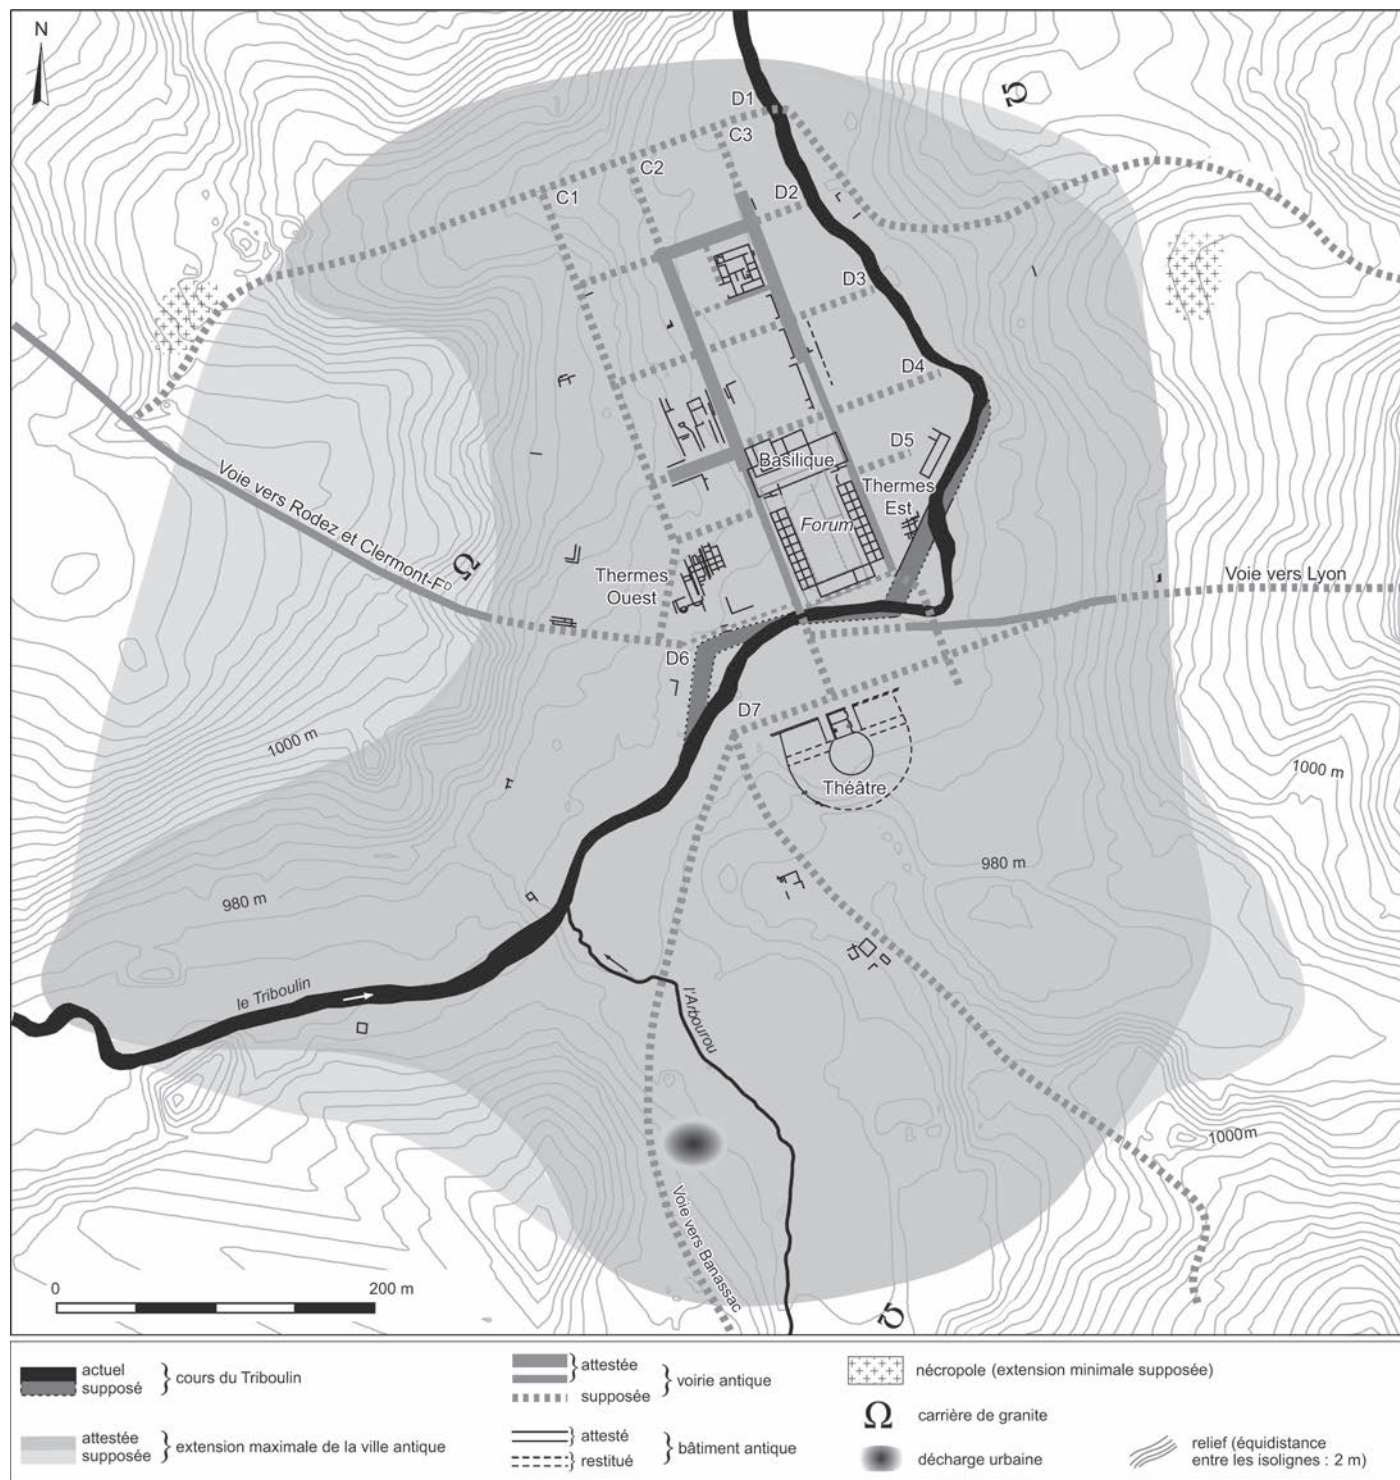 N
D1
C3
C2
D2
C1
D3
D4
D5
Basilique
Thermes
Est
Forum
Voie vers Rodez et Clermont-Fᴰ
Thermes
Ouest
Voie vers Lyon
D6
D7
1000 m
1000 m
Théâtre
980 m
980 m
le Triboulin
l'Arbourou
1000m
Voie vers Banassac
0
200 m
Ω
Ω
Ω
actuel
supposé
cours du Triboulin
attestée
supposée
extension maximale de la ville antique
attestée
supposée
voirie antique
attesté
restitué
bâtiment antique
nécropole (extension minimale supposée)
Ω carrière de granite
décharge urbaine
relief (équidistance
entre les isolignes : 2 m)